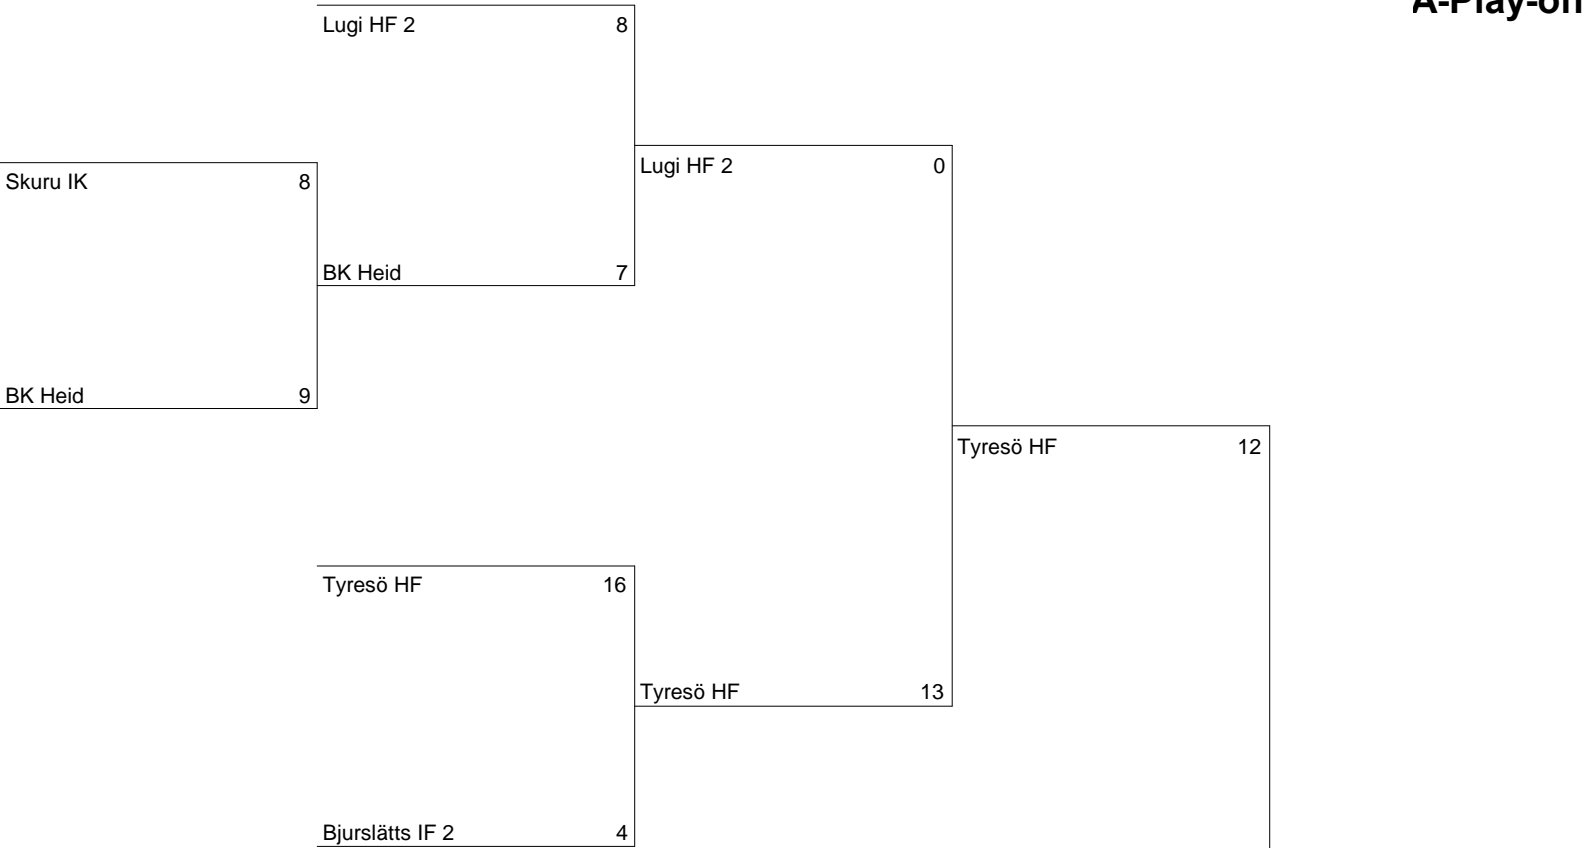 A-Play-off
Lugi HF 2 8
Skuru IK 8
Lugi HF 2 0
BK Heid 7
BK Heid 9
Tyresö HF 12
Tyresö HF 16
Tyresö HF 13
Bjurslätts IF 2 4